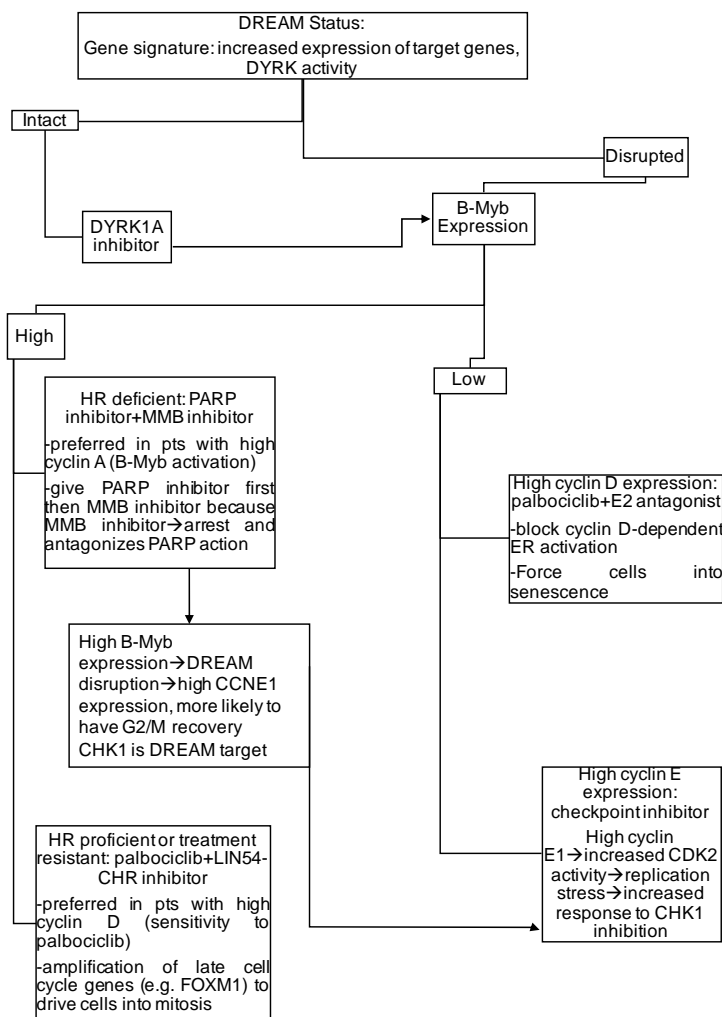 DREAM Status:
Gene signature: increased expression of target genes,
DYRK activity
Intact
Disrupted
DYRK1A
inhibitor
B-Myb
Expression
High
Low
HR deficient: PARP
inhibitor+MMB inhibitor
-preferred in pts with high
cyclin A (B-Myb activation)
-give PARP inhibitor first
then MMB inhibitor because
MMB inhibitor→arrest and
antagonizes PARP action
High cyclin D expression:
palbociclib+E2 antagonist
-block cyclin D-dependent
ER activation
-Force cells into
senescence
High B-Myb
expression→DREAM
disruption→high CCNE1
expression, more likely to
have G2/M recovery
CHK1 is DREAM target
High cyclin E
expression:
checkpoint inhibitor
High cyclin
E1→increased CDK2
activity→replication
stress→increased
response to CHK1
inhibition
HR proficient or treatment
resistant: palbociclib+LIN54-
CHR inhibitor
-preferred in pts with high
cyclin D (sensitivity to
palbociclib)
-amplification of late cell
cycle genes (e.g. FOXM1) to
drive cells into mitosis